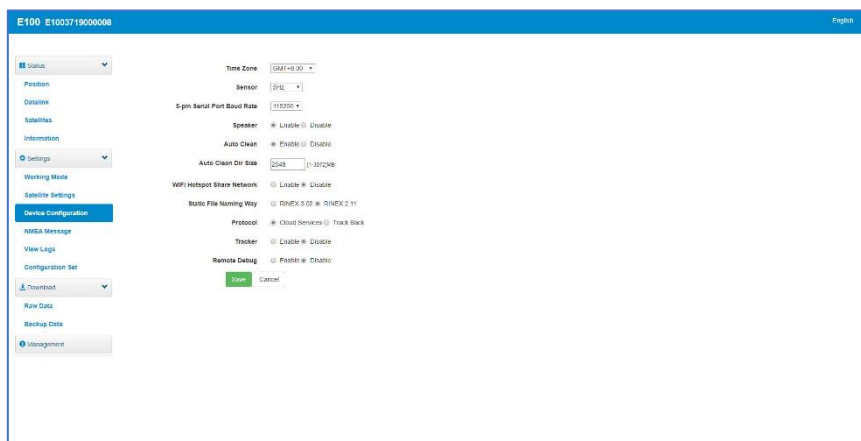 E100 E1003719000008
English
Status
Position
Datalink
Satellites
Information
Settings
Working Mode
Satellite Settings
Device Configuration
NMEA Message
View Logs
Configuration Set
Download
Raw Data
Backup Data
Management
Time Zone GMT+8:00
Sensor 5Hz
5-pin Serial Port Baud Rate 115200
Speaker Enable Disable
Auto Clean Enable Disable
Auto Clean Dir Size 2048 [1-3072]MB
WIFI Hotspot Share Network Enable Disable
Static File Naming Way RINEX 3.02 RINEX 2.11
Protocol Cloud Services Track Back
Tracker Enable Disable
Remote Debug Enable Disable
Save Cancel